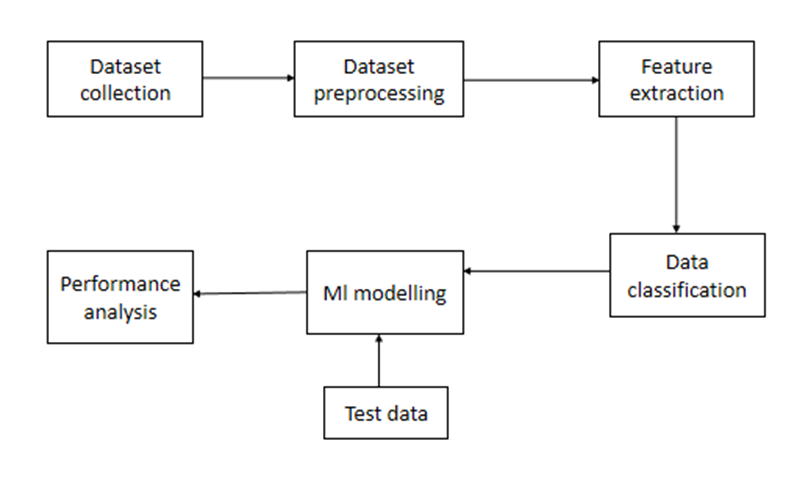 Dataset
collection
Dataset
preprocessing
Feature
extraction
Performance
analysis
Ml modelling
Data
classification
Test data